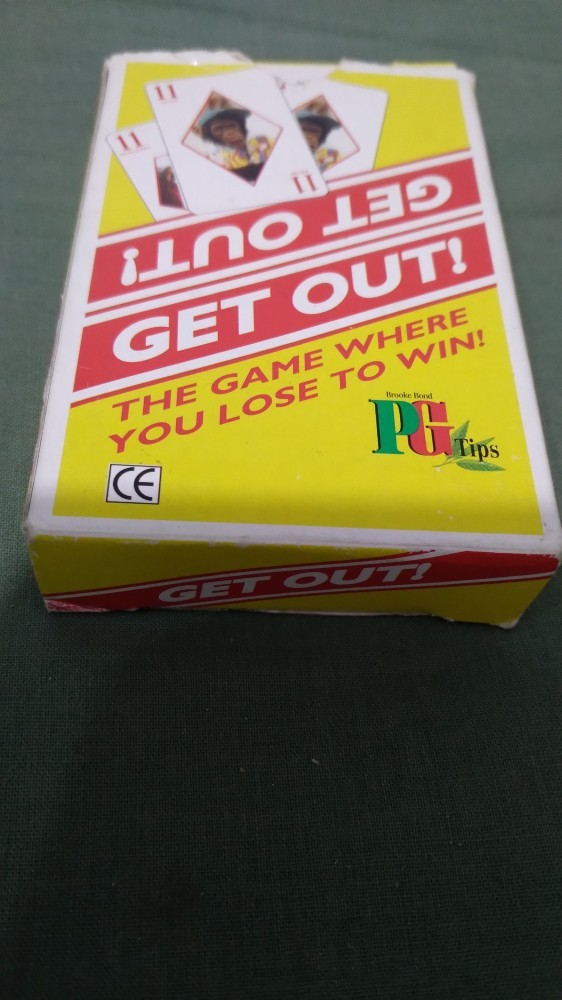 11
11
11
GET OUT!
GET OUT!
THE GAME WHERE
YOU LOSE TO WIN!
Brooke Bond
PG Tips
CE
GET OUT!